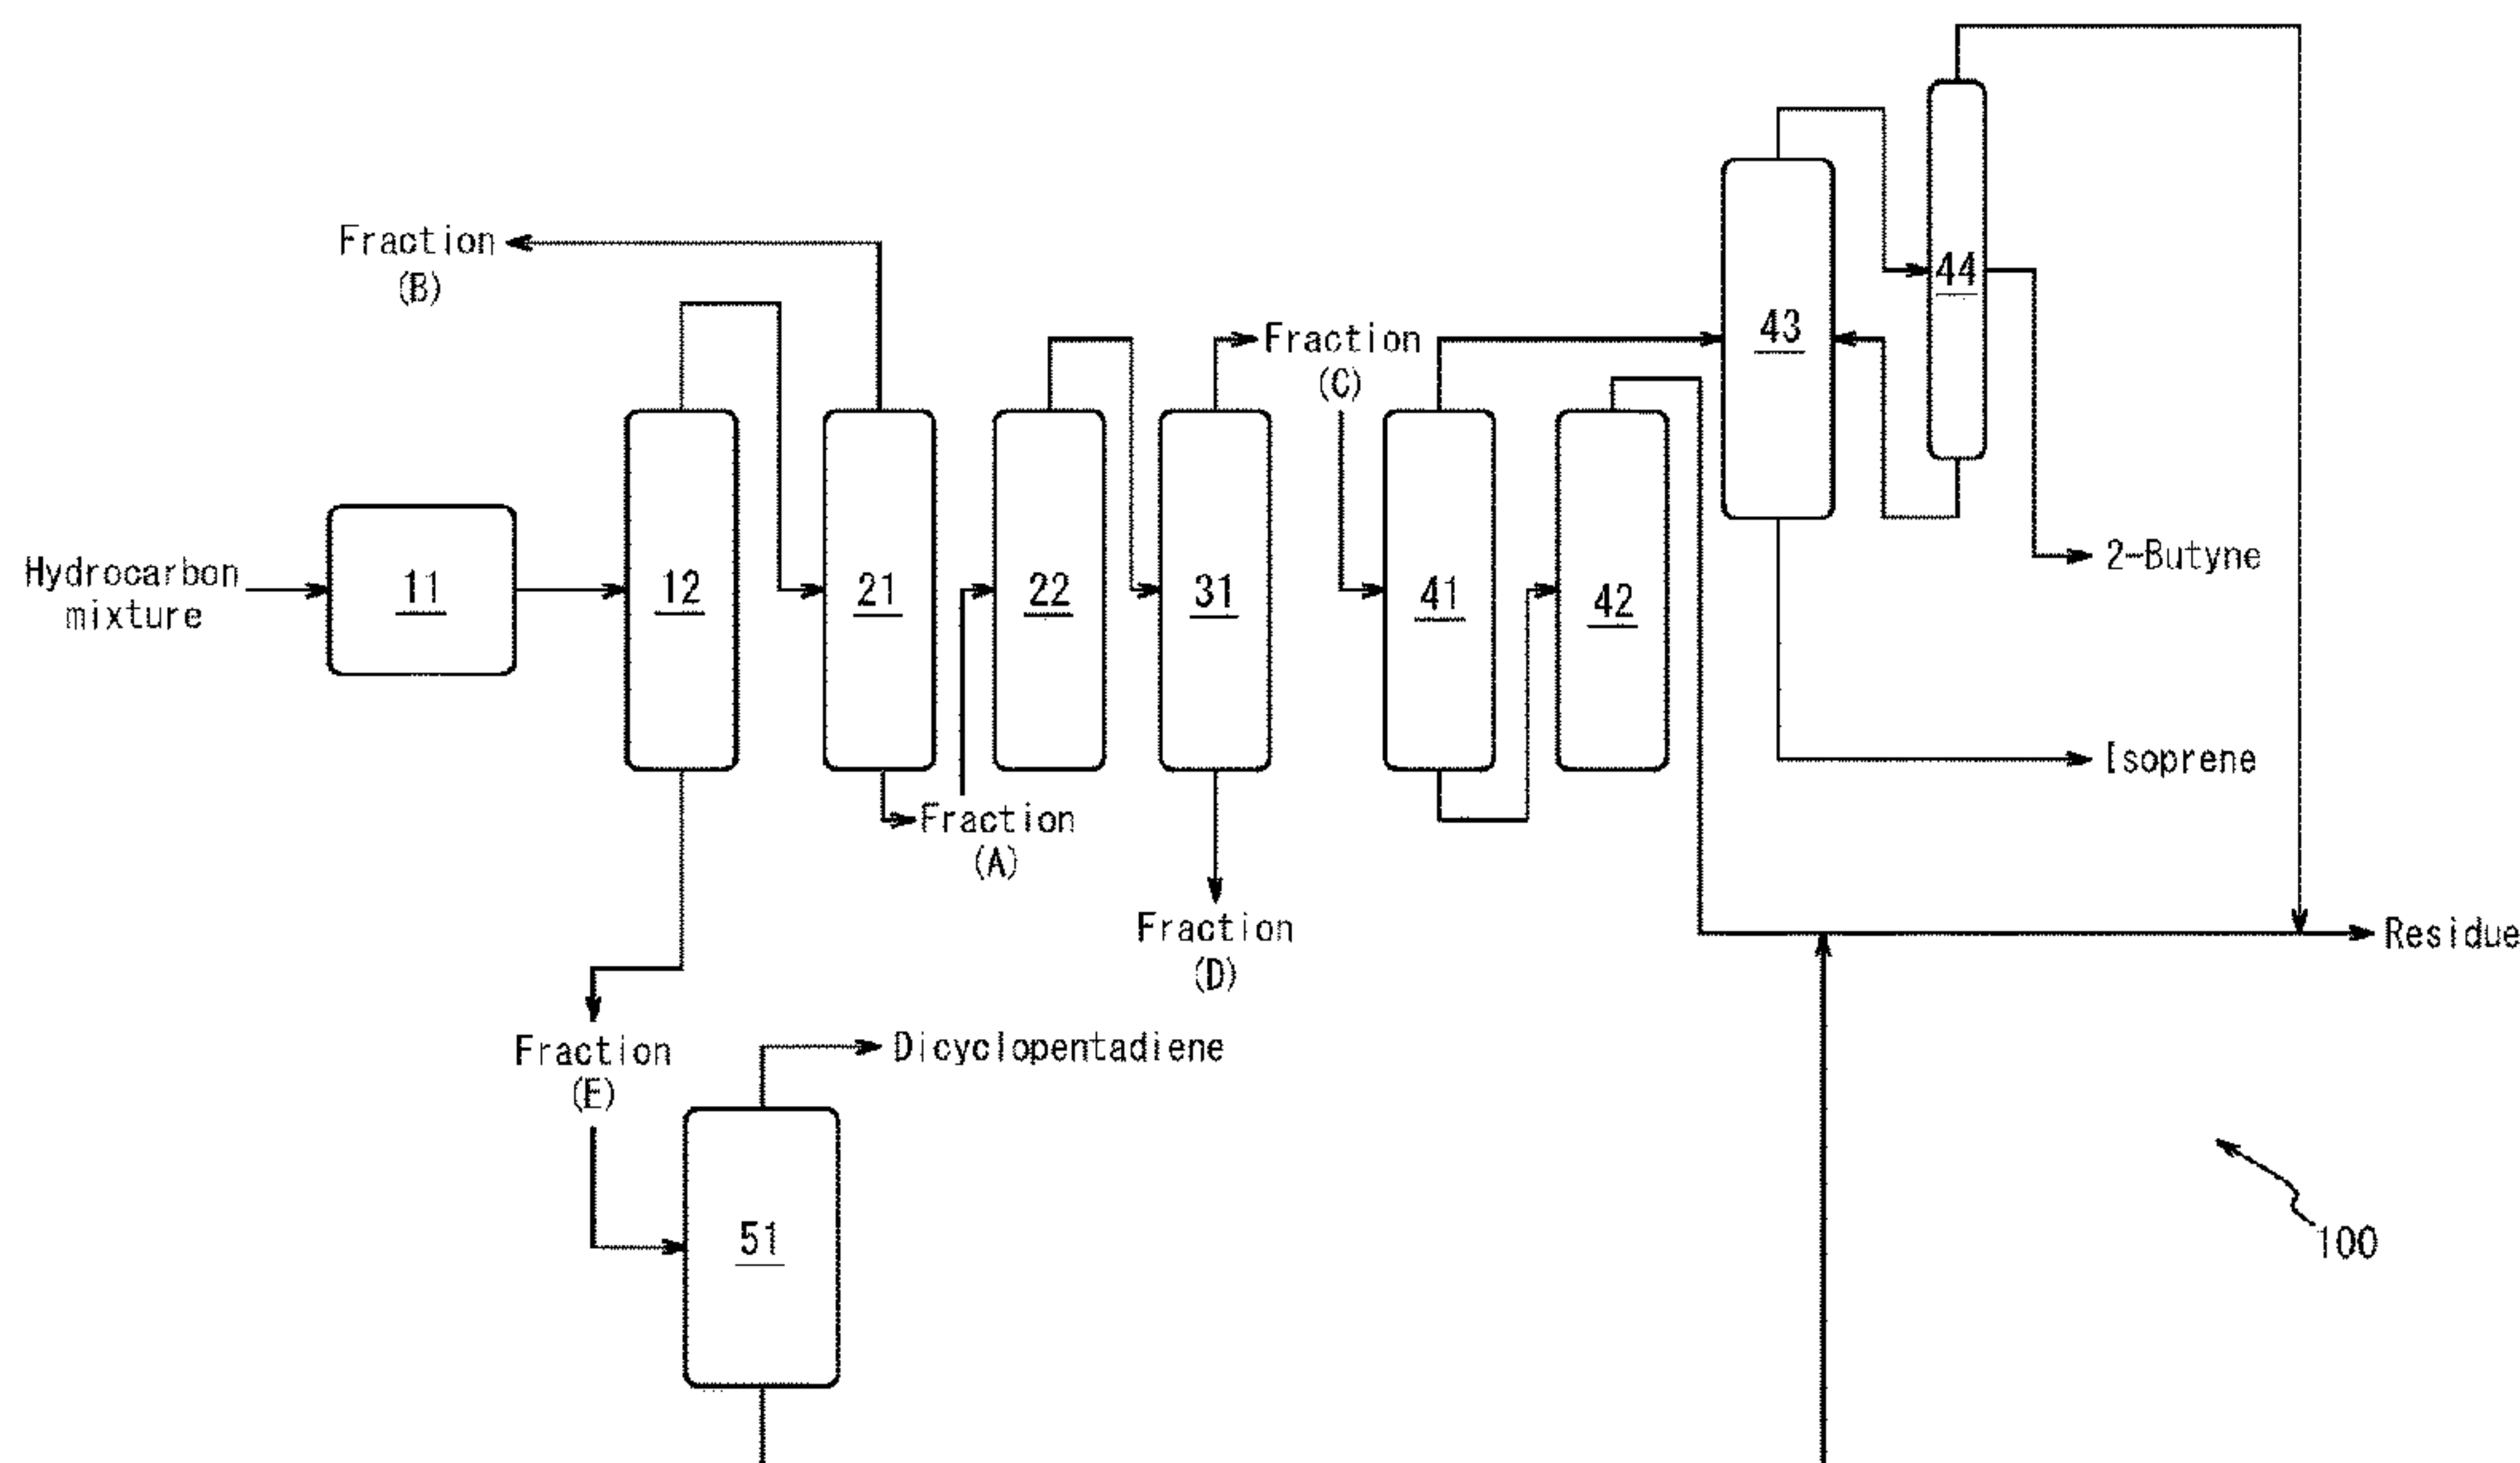 Fraction
(B)
Fraction
(C)
44
43
Hydrocarbon
mixture
11
12
21
22
31
41
42
2-Butyne
Isoprene
Fraction
(A)
Fraction
(D)
Residue
Fraction
(E)
Dicyclopentadiene
51
100